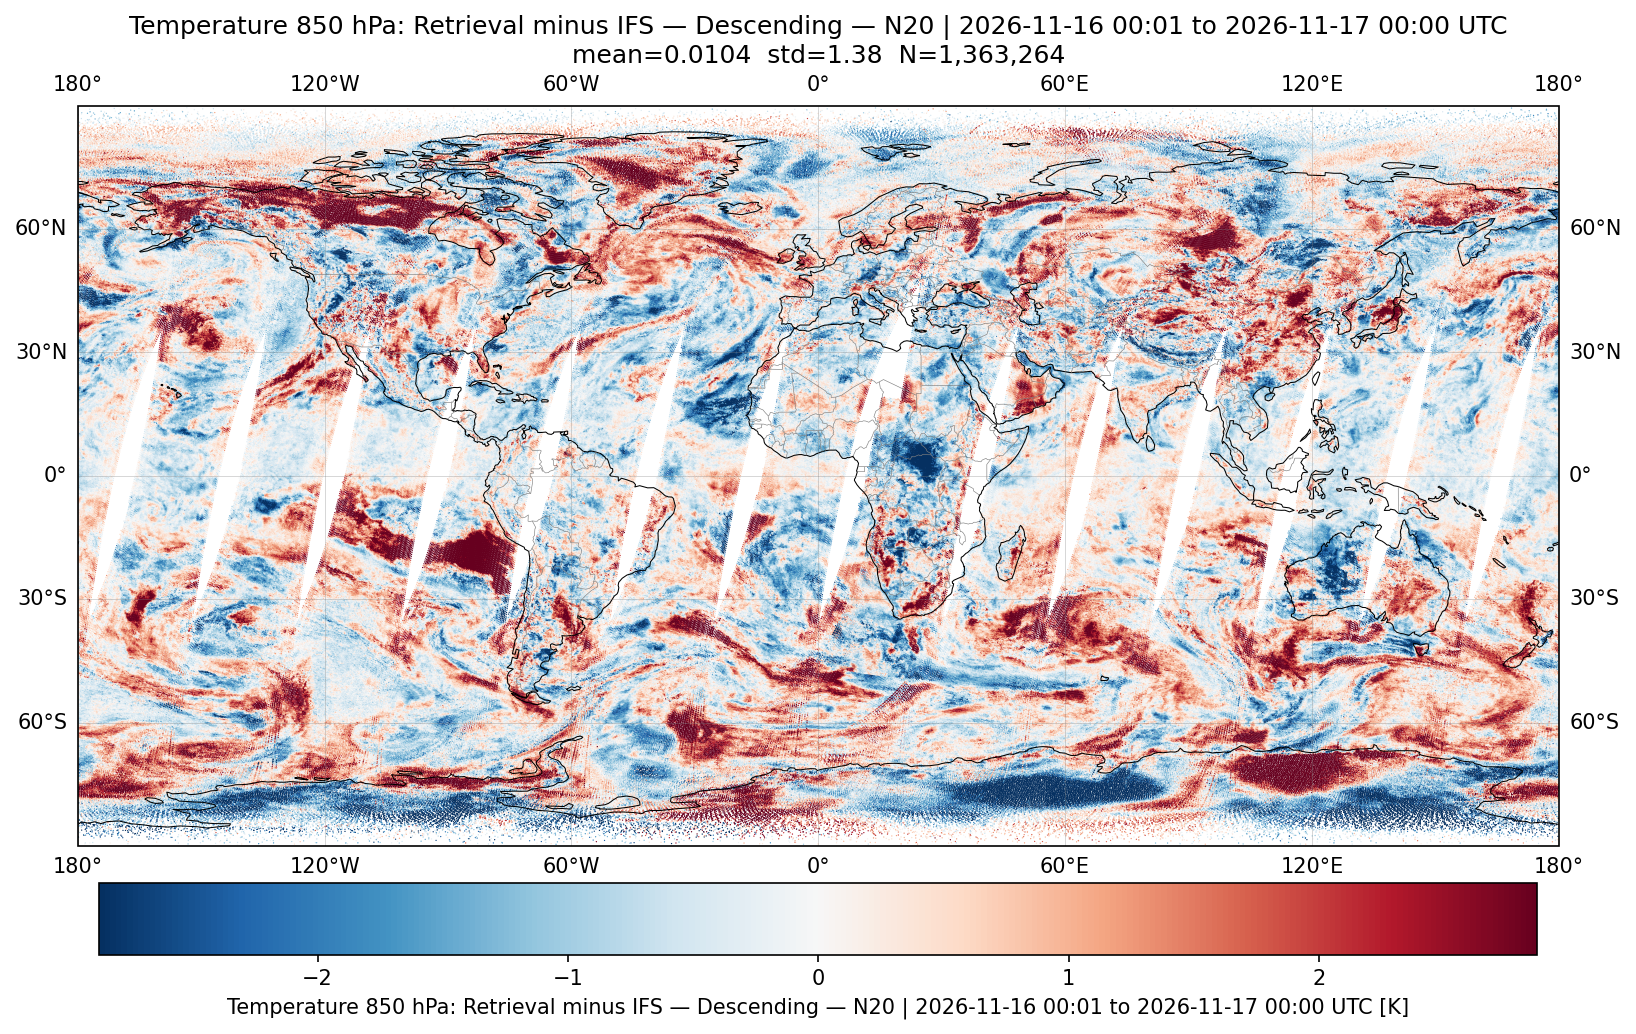 Temperature 850 hPa: Retrieval minus IFS — Descending — N20 | 2026-11-16 00:01 to 2026-11-17 00:00 UTC
mean=0.0104  std=1.38  N=1,363,264
180° 120°W 60°W 0° 60°E 120°E 180°
60°N 60°N
30°N 30°N
0° 0°
30°S 30°S
60°S 60°S
180° 120°W 60°W 0° 60°E 120°E 180°
−2 −1 0 1 2
Temperature 850 hPa: Retrieval minus IFS — Descending — N20 | 2026-11-16 00:01 to 2026-11-17 00:00 UTC [K]